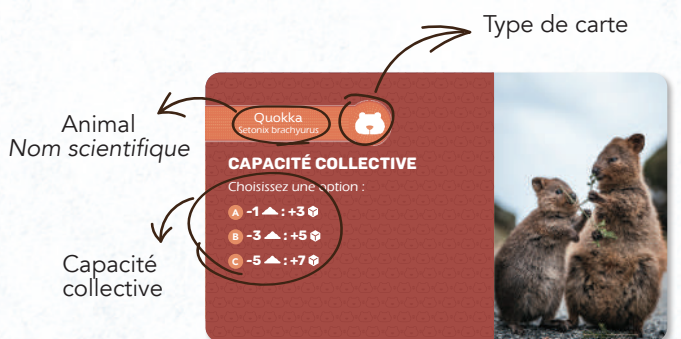 Type de carte
Animal
Nom scientifique
Quokka
Setonix brachyurus
CAPACITÉ COLLECTIVE
Choisissez une option :
A -1 : +3
B -3 : +5
C -5 : +7
Capacité
collective